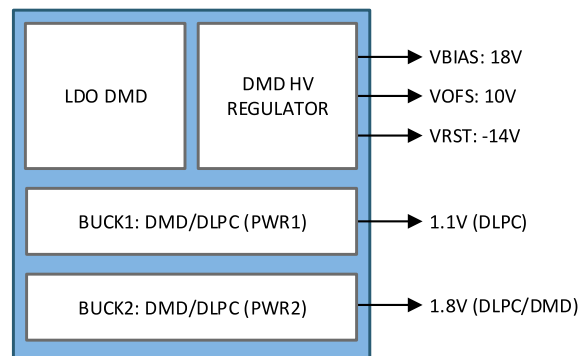 LDO DMD
DMD HV
REGULATOR
VBIAS: 18V
VOFS: 10V
VRST: -14V
BUCK1: DMD/DLPC (PWR1)
1.1V (DLPC)
BUCK2: DMD/DLPC (PWR2)
1.8V (DLPC/DMD)